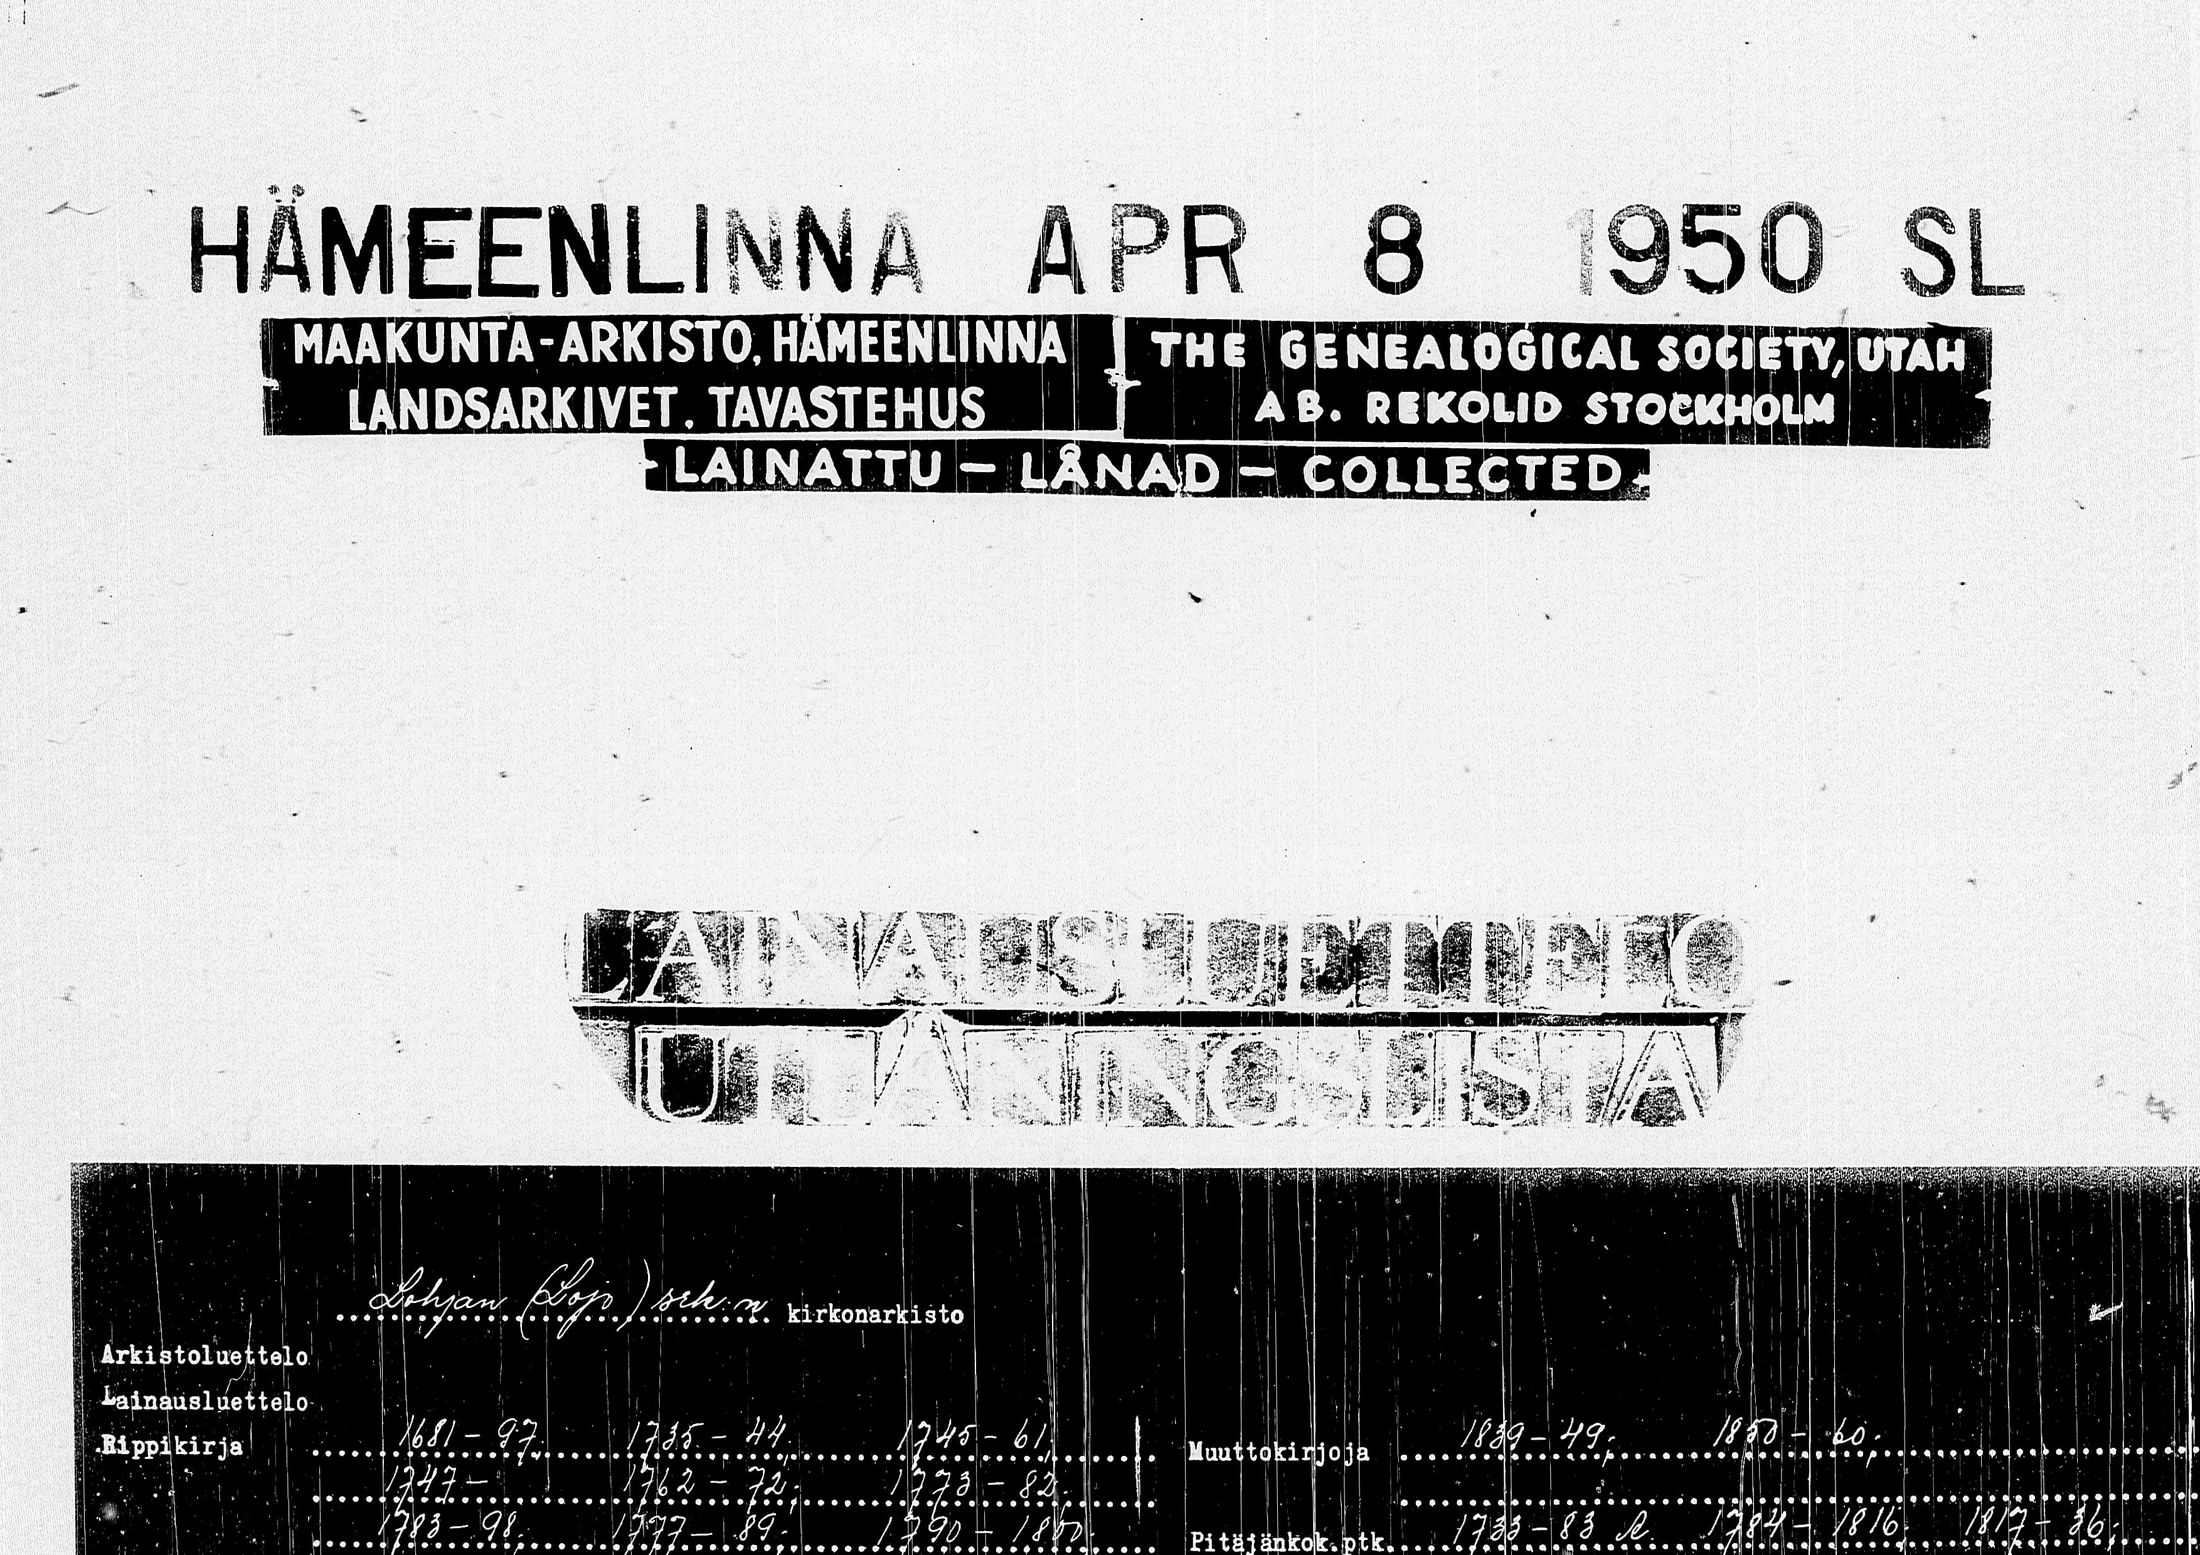 HÄMEENLINNA APR 8 1950 SL
MAAKUNTA-ARKISTO, HÄMEENLINNA
LANDSARKIVET. TAVASTEHUS
THE GENEALOGICAL SOCIETY, UTAH
AB. REKOLID STOCKHOLM
LAINATTU — LÅNAD — COLLECTED
LAINAUSLUETTELO
UTLÅNINGSLISTA
Lohjan (Lojo) srk:n kirkonarkisto
Arkistoluettelo
Lainausluettelo
Rippikirja 1681 – 97. 1735 – 44, 1745 – 61,
1747 – 1762 – 72, 1773 – 82.
1783 – 98. 1777 – 89. 1790 – 1800.
Muuttokirjoja 1839 – 49. 1850 – 60.
Pitäjänkok.ptk. 1733 – 83 1784 – 1816. 1817 – 36.